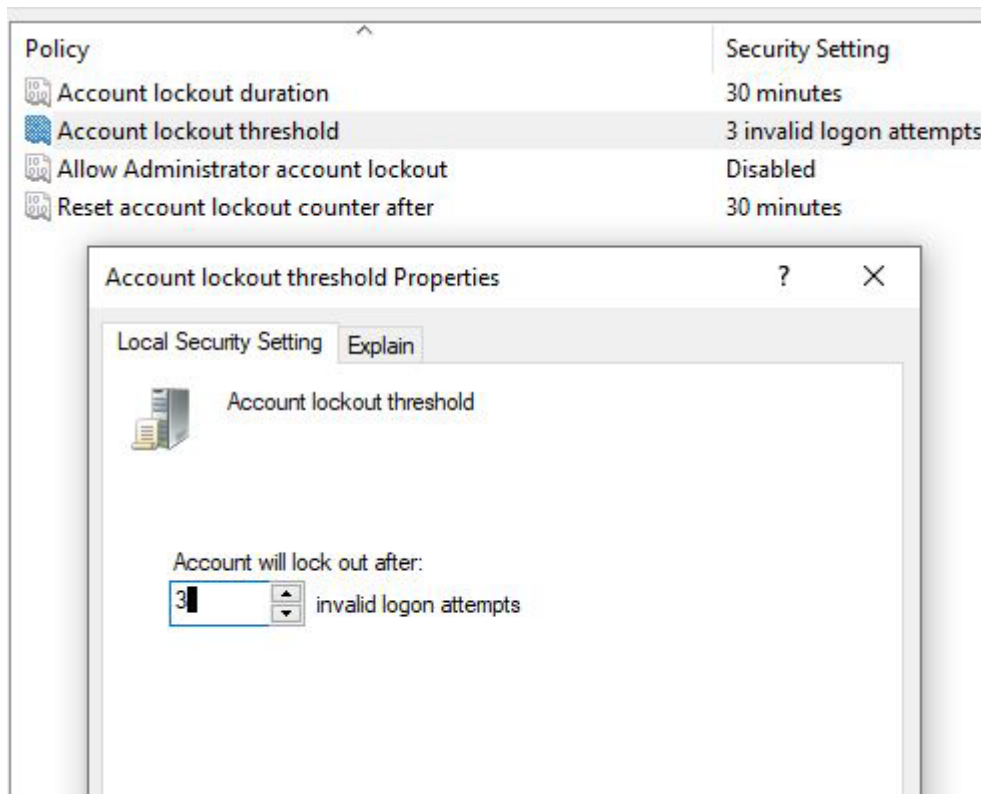 Policy Security Setting
Account lockout duration 30 minutes
Account lockout threshold 3 invalid logon attempts
Allow Administrator account lockout Disabled
Reset account lockout counter after 30 minutes
Account lockout threshold Properties ? X
Local Security Setting Explain
Account lockout threshold
Account will lock out after:
3 invalid logon attempts